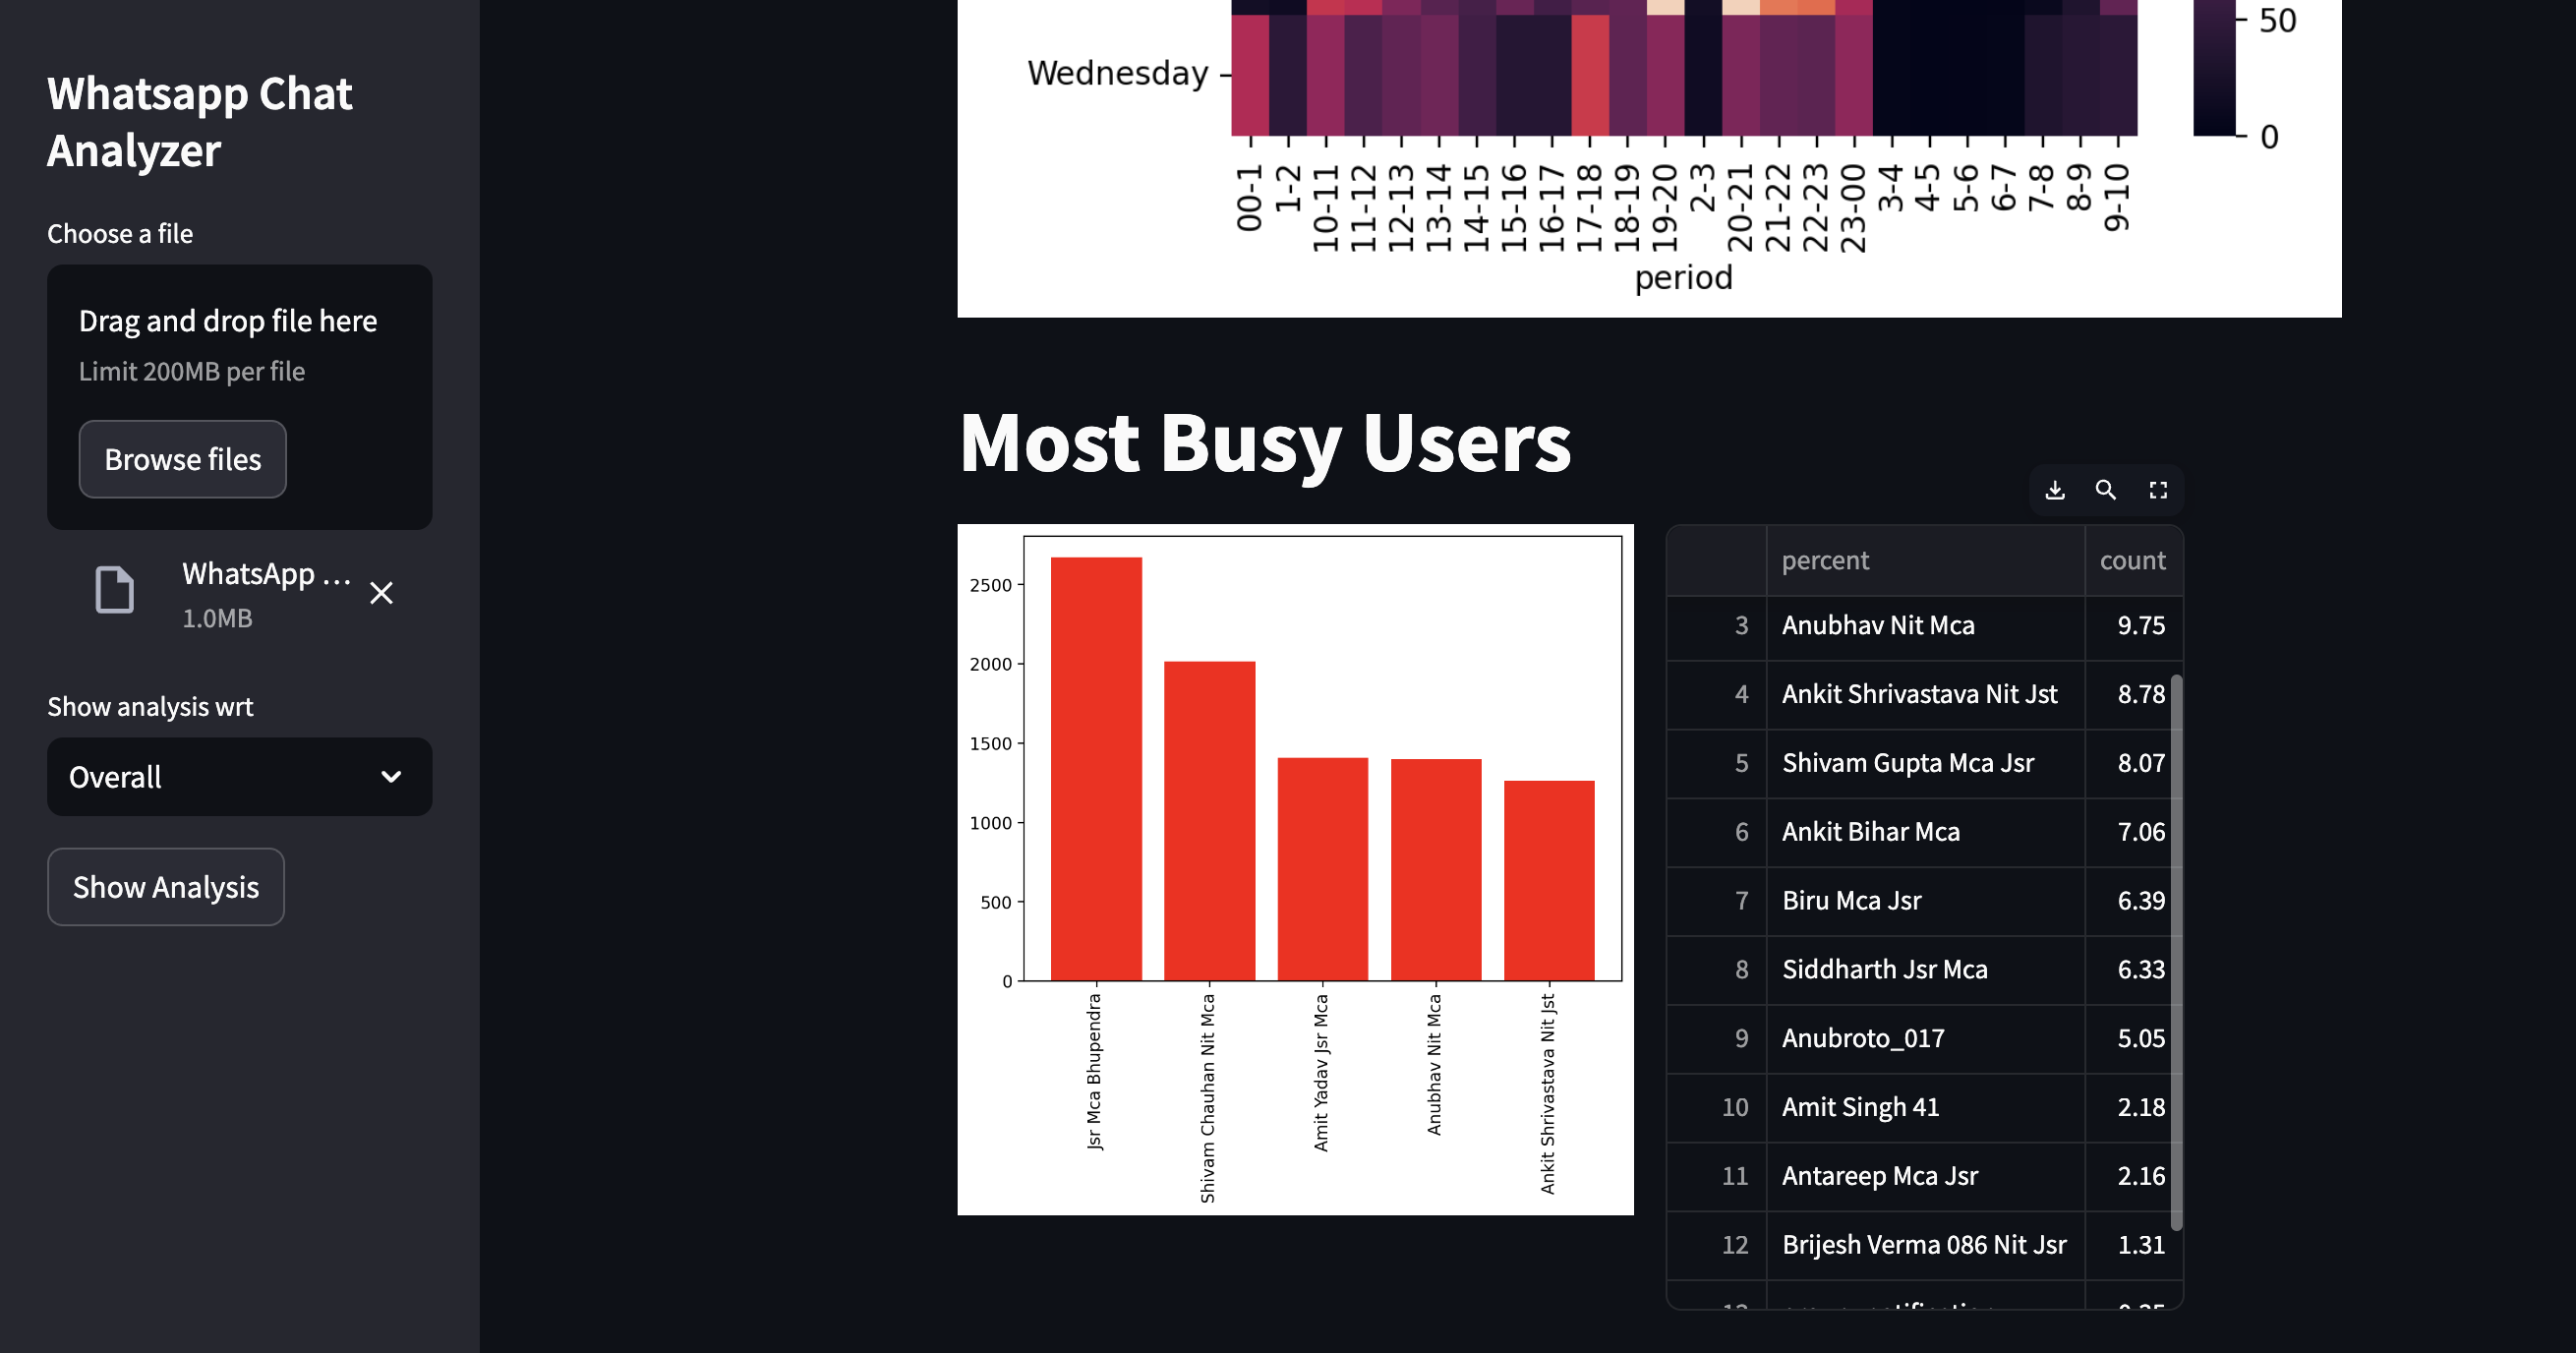 Whatsapp Chat
Analyzer
Choose a file
Drag and drop file here
Limit 200MB per file
Browse files
WhatsApp ...
1.0MB
Show analysis wrt
Overall
Show Analysis
50
Wednesday
0
00-1
1-2
10-11
11-12
12-13
13-14
14-15
15-16
16-17
17-18
18-19
19-20
2-3
20-21
21-22
22-23
23-00
3-4
4-5
5-6
6-7
7-8
8-9
9-10
period
Most Busy Users
2500
2000
1500
1000
500
0
Jsr Mca Bhupendra
Shivam Chauhan Nit Mca
Amit Yadav Jsr Mca
Anubhav Nit Mca
Ankit Shrivastava Nit Jst
percent count
3 Anubhav Nit Mca 9.75
4 Ankit Shrivastava Nit Jst 8.78
5 Shivam Gupta Mca Jsr 8.07
6 Ankit Bihar Mca 7.06
7 Biru Mca Jsr 6.39
8 Siddharth Jsr Mca 6.33
9 Anubroto_017 5.05
10 Amit Singh 41 2.18
11 Antareep Mca Jsr 2.16
12 Brijesh Verma 086 Nit Jsr 1.31